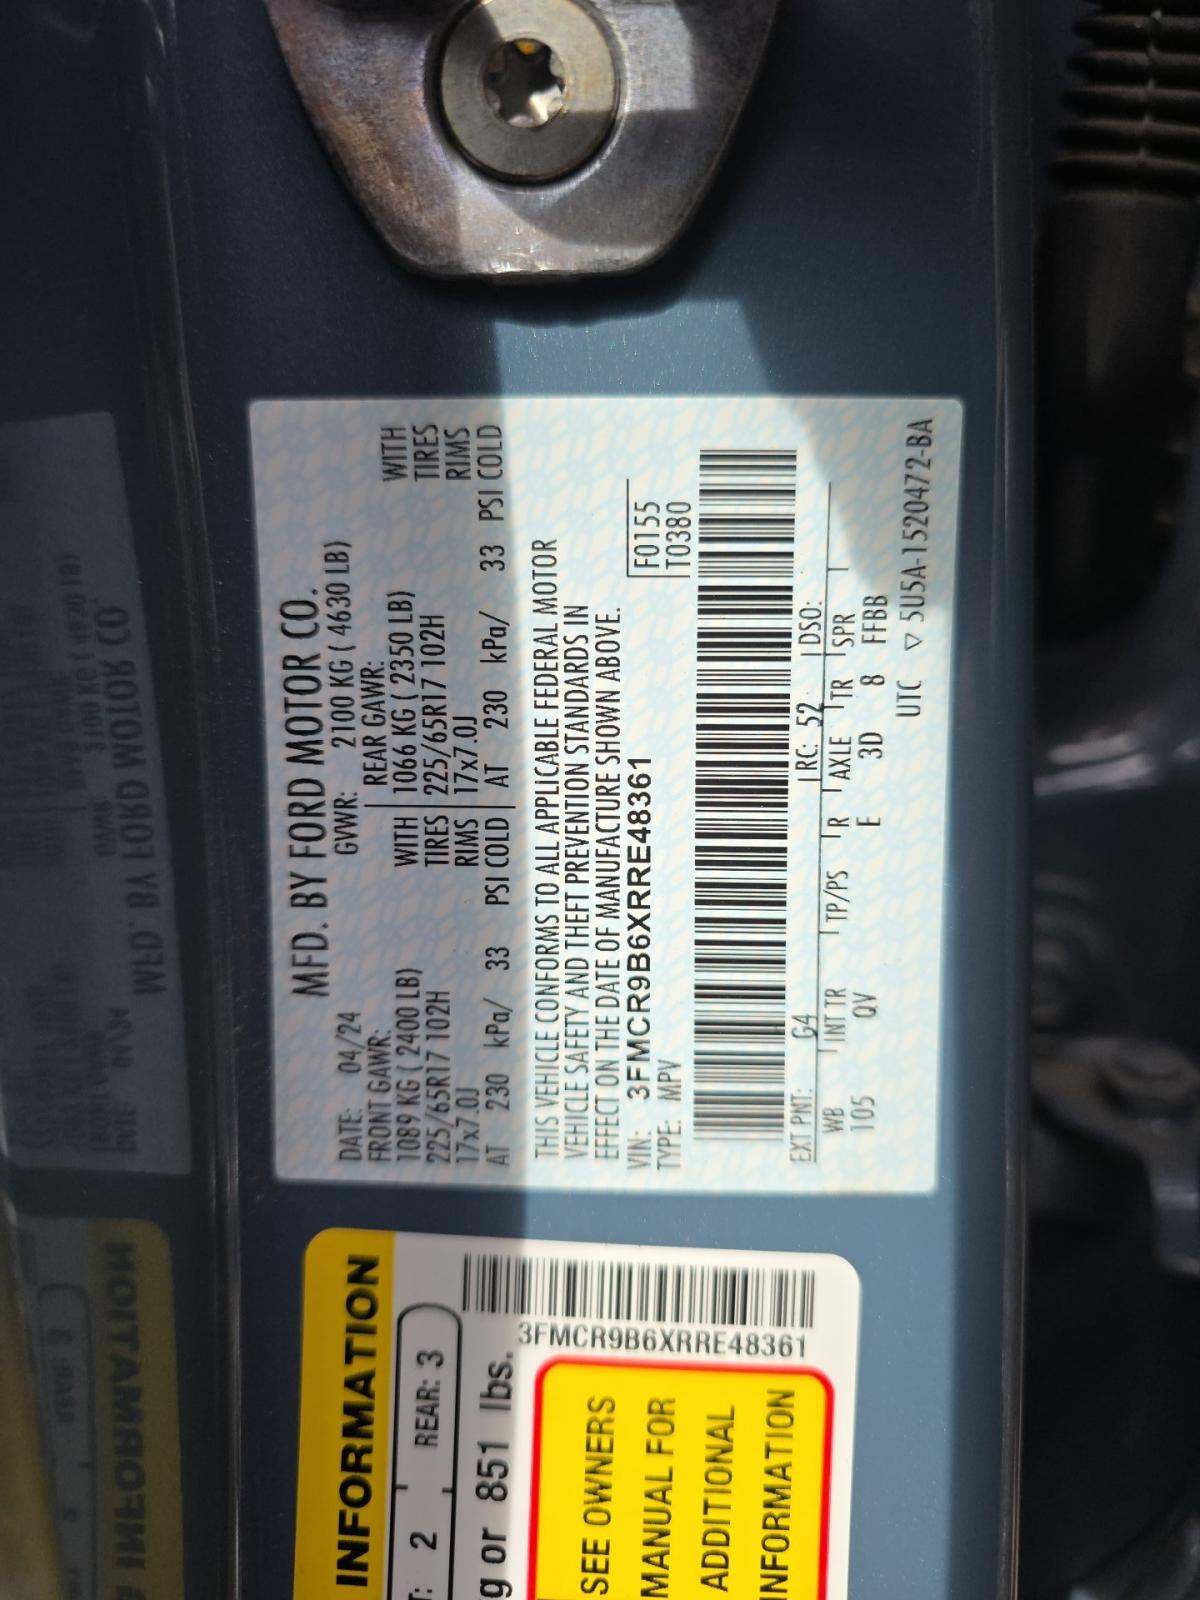 MFD. BY FORD MOTOR CO.
DATE: 04/24 GVWR: 2100 KG ( 4630 LB)
FRONT GAWR: REAR GAWR:
1089 KG ( 2400 LB) WITH 1066 KG ( 2350 LB) WITH
225/65R17 102H TIRES 225/65R17 102H TIRES
17x7.0J RIMS 17x7.0J RIMS
AT 230 kPa/ 33 PSI COLD AT 230 kPa/ 33 PSI COLD
THIS VEHICLE CONFORMS TO ALL APPLICABLE FEDERAL MOTOR
VEHICLE SAFETY AND THEFT PREVENTION STANDARDS IN
EFFECT ON THE DATE OF MANUFACTURE SHOWN ABOVE.
VIN: 3FMCR9B6XRRE48361 F0155
TYPE: MPV T0380
EXT PNT: G4 RC: 52 DSO:
WB INT TR TP/PS R AXLE TR SPR
105 QV E 3D 8 FFBB
UTC ▽ 5U5A-1520472-BA
INFORMATION
T: 2 REAR: 3
g or 851 lbs.
3FMCR9B6XRRE48361
SEE OWNERS
MANUAL FOR
ADDITIONAL
INFORMATION